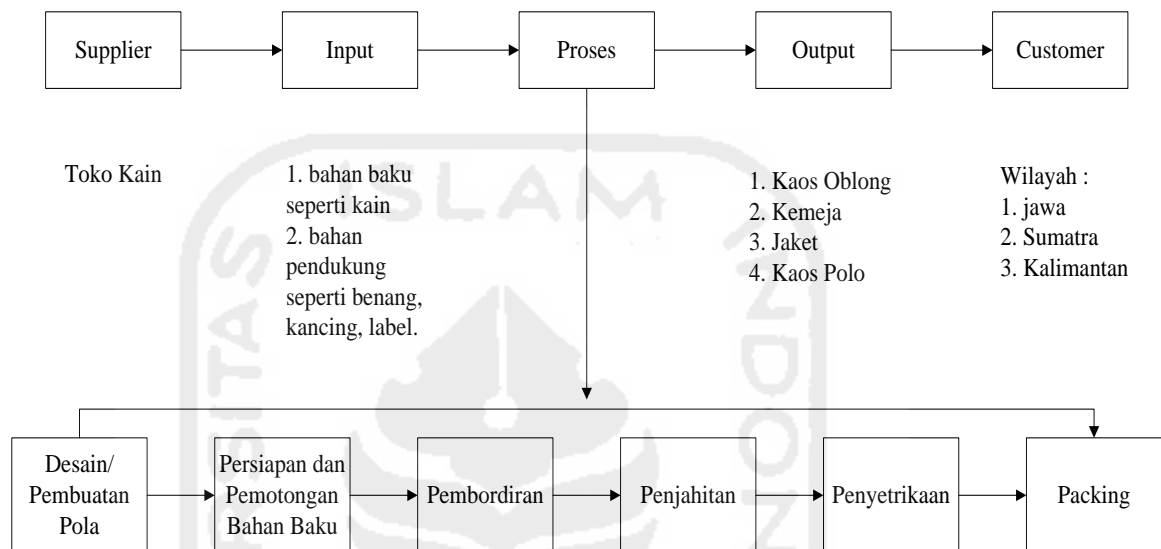 Supplier
Input
Proses
Output
Customer
Toko Kain
1. bahan baku
seperti kain
2. bahan
pendukung
seperti benang,
kancing, label.
1. Kaos Oblong
2. Kemeja
3. Jaket
4. Kaos Polo
Wilayah :
1. jawa
2. Sumatra
3. Kalimantan
Desain/
Pembuatan
Pola
Persiapan dan
Pemotongan
Bahan Baku
Pembordiran
Penjahitan
Penyetrikaan
Packing
ISLAM